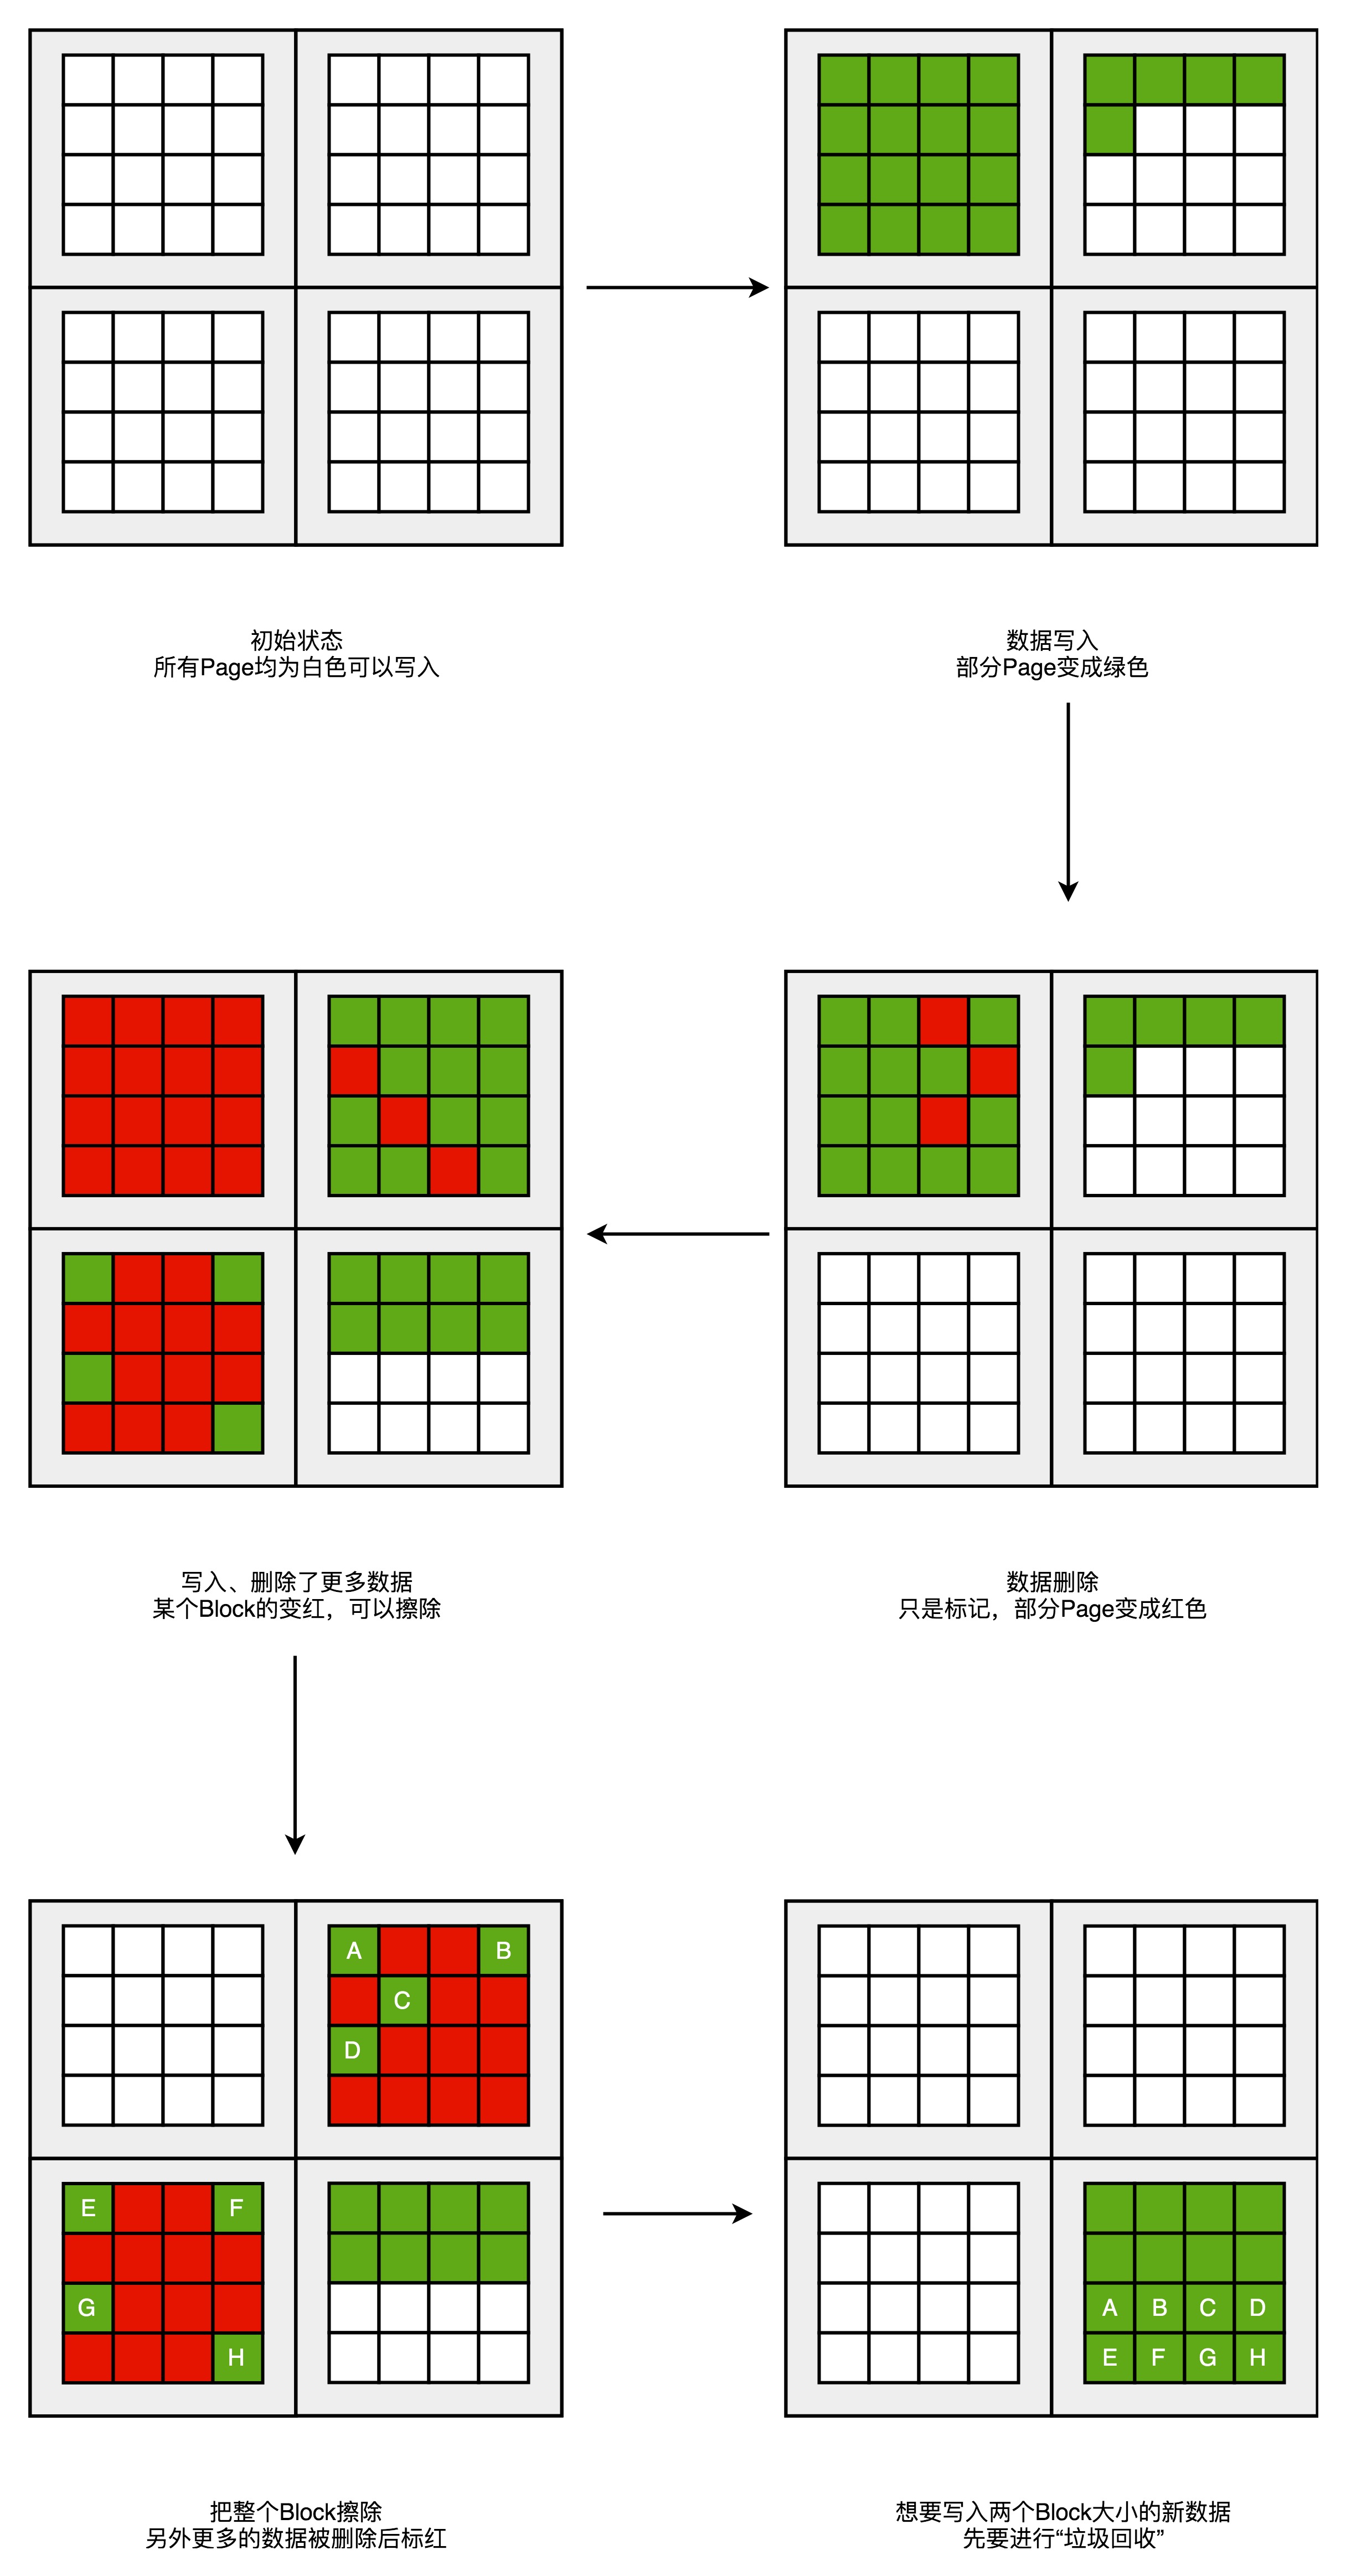 初始状态
所有Page均为白色可以写入
数据写入
部分Page变成绿色
写入、删除了更多数据
某个Block的变红，可以擦除
数据删除
只是标记，部分Page变成红色
A B
C
D
E F
G
H
A B C D
E F G H
把整个Block擦除
另外更多的数据被删除后标红
想要写入两个Block大小的新数据
先要进行“垃圾回收”